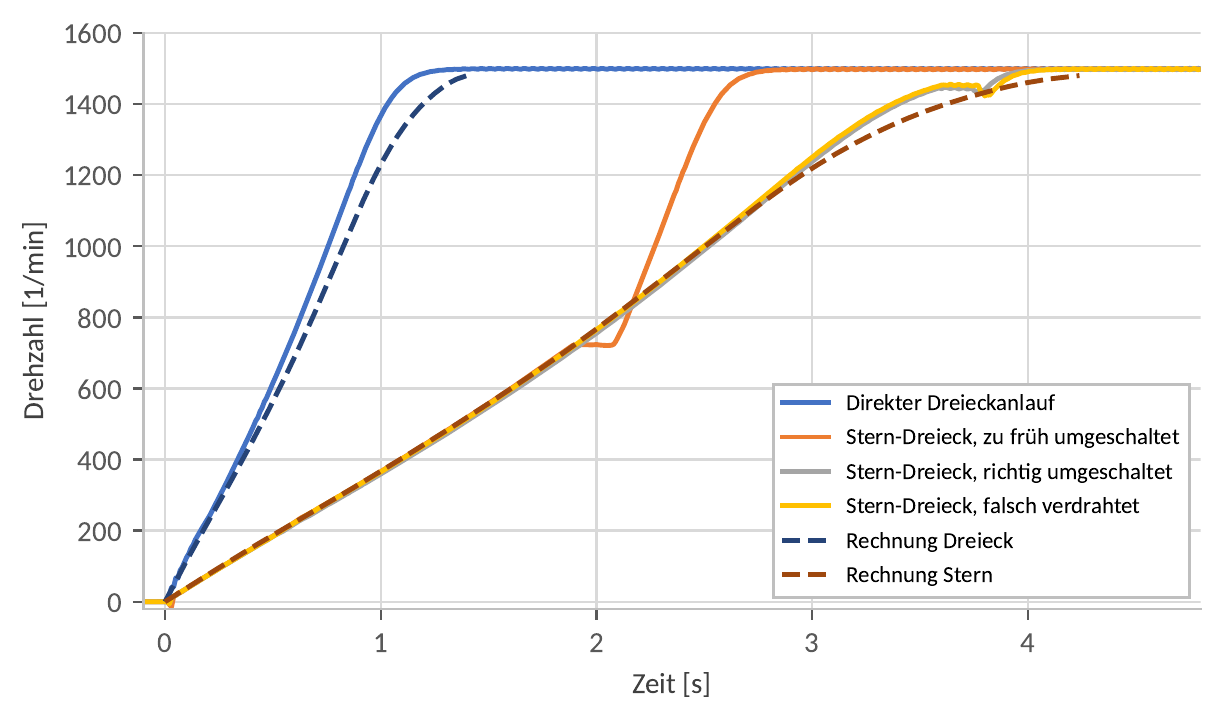 1600
1400
1200
1000
800
600
400
200
0
Drehzahl [1/min]
0
1
2
3
4
Zeit [s]
Direkter Dreieckanlauf
Stern-Dreieck, zu früh umgeschaltet
Stern-Dreieck, richtig umgeschaltet
Stern-Dreieck, falsch verdrahtet
Rechnung Dreieck
Rechnung Stern